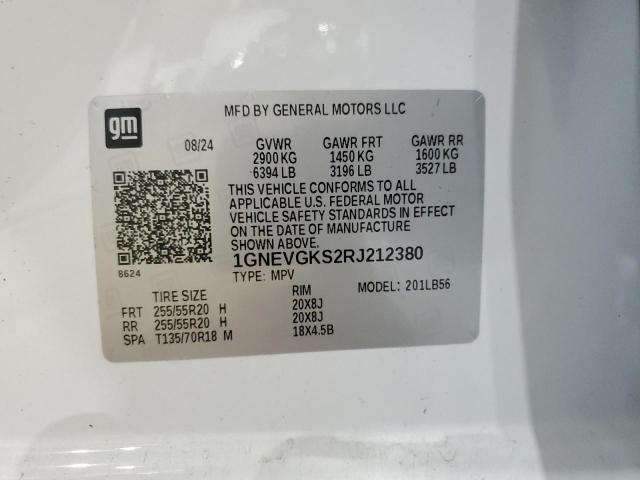 MFD BY GENERAL MOTORS LLC
gm
08/24 GVWR GAWR FRT GAWR RR
2900 KG 1450 KG 1600 KG
6394 LB 3196 LB 3527 LB
THIS VEHICLE CONFORMS TO ALL
APPLICABLE U.S. FEDERAL MOTOR
VEHICLE SAFETY STANDARDS IN EFFECT
ON THE DATE OF MANUFACTURE
SHOWN ABOVE.
8624
1GNEVGKS2RJ212380
TYPE: MPV
MODEL: 201LB56
TIRE SIZE RIM
FRT 255/55R20 H 20X8J
RR 255/55R20 H 20X8J
SPA T135/70R18 M 18X4.5B